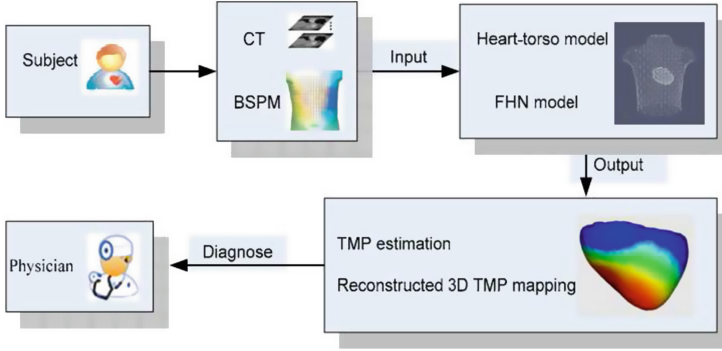 Subject
CT
BSPM
Input
Heart-torso model
FHN model
Output
TMP estimation
Reconstructed 3D TMP mapping
Diagnose
Physician